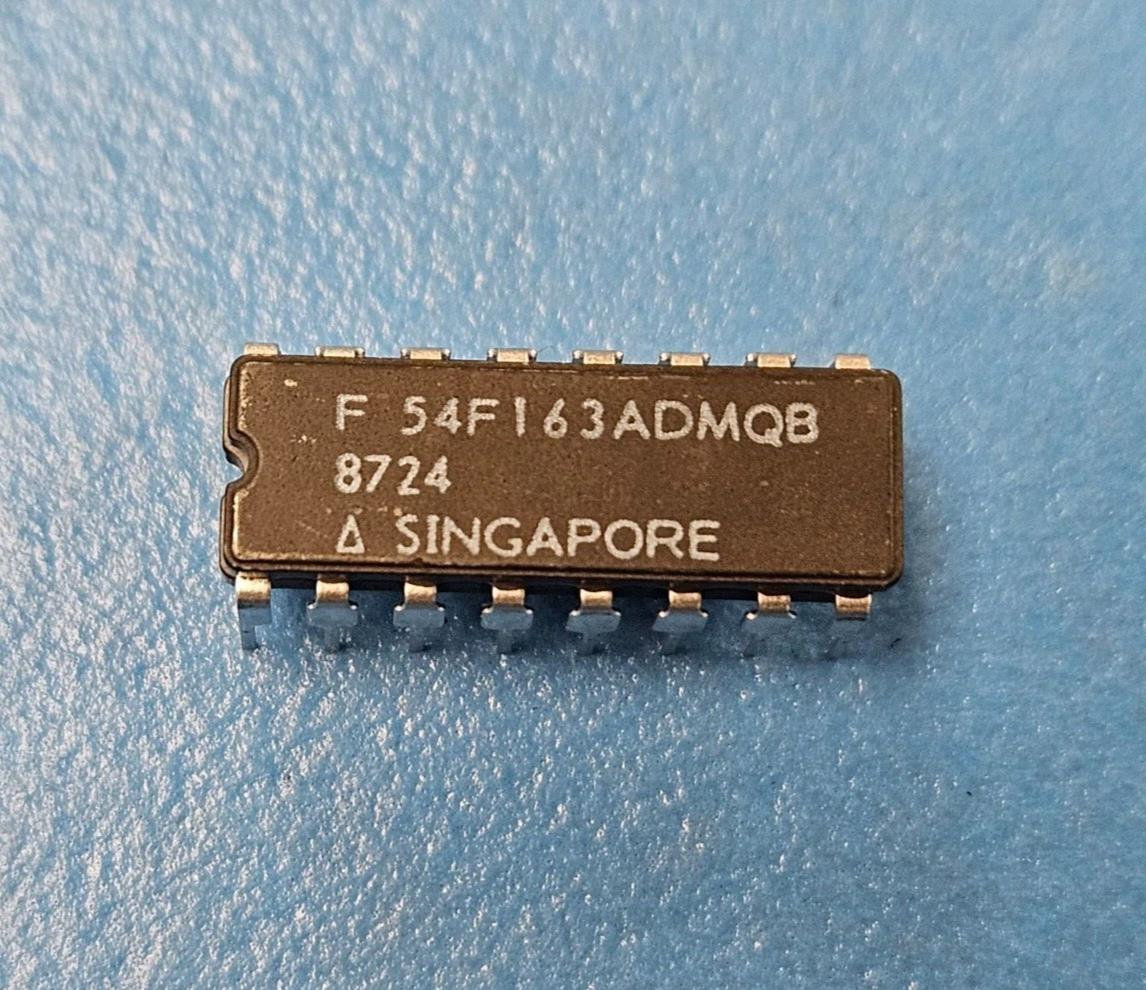 F 54F163ADMQB
8724
Δ SINGAPORE